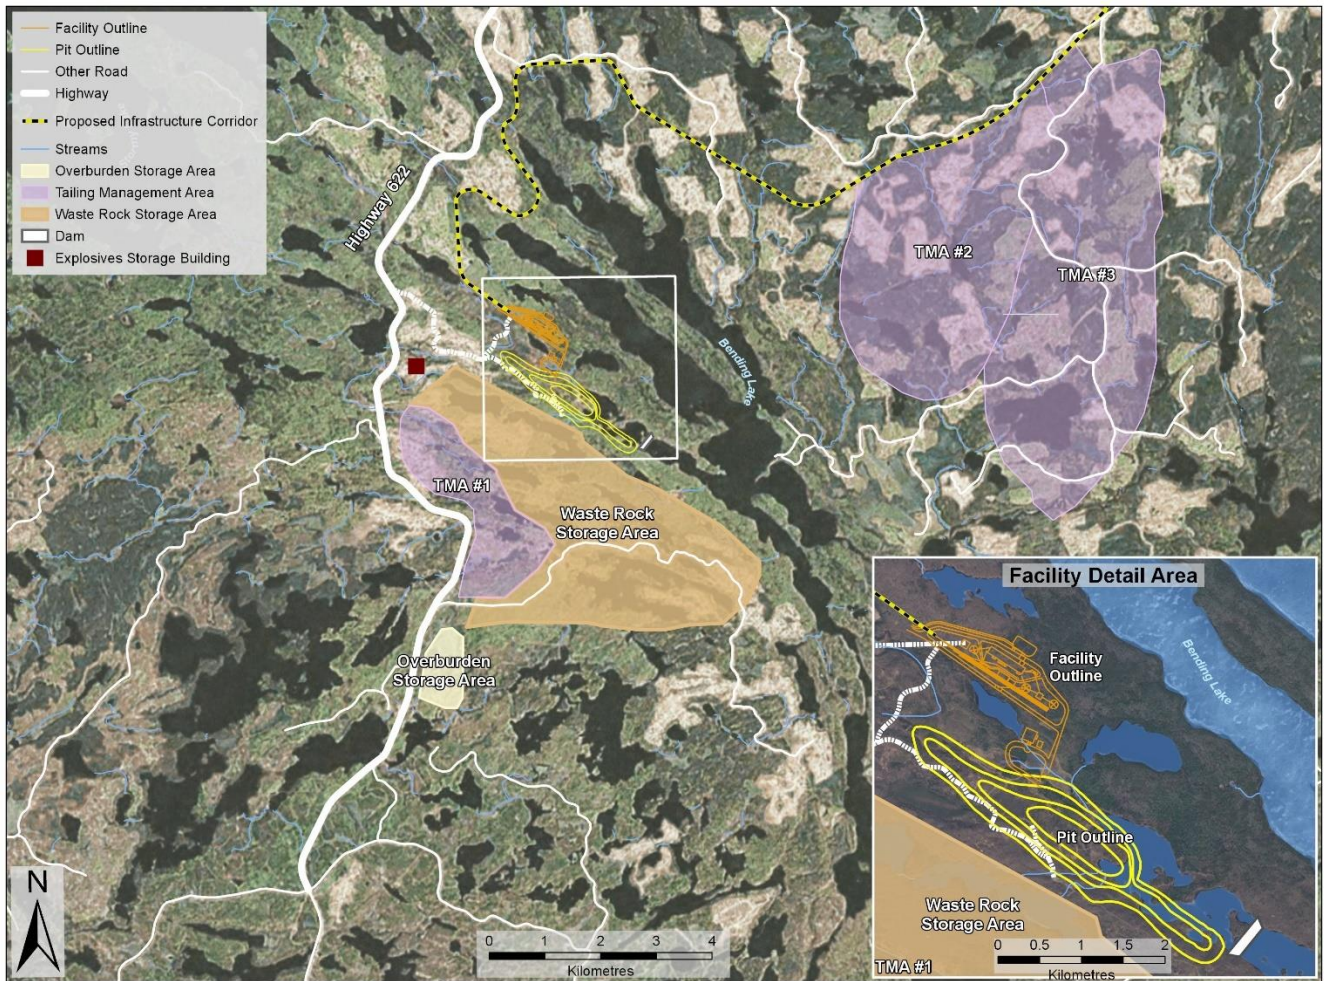 Facility Outline
Pit Outline
Other Road
Highway
Proposed Infrastructure Corridor
Streams
Overburden Storage Area
Tailing Management Area
Waste Rock Storage Area
Dam
Explosives Storage Building
Highway 622
TMA #2
TMA #3
Bending Lake
TMA #1
Waste Rock
Storage Area
Overburden
Storage Area
N
0 1 2 3 4
Kilometres
Facility Detail Area
Facility
Outline
Bending Lake
Pit Outline
Waste Rock
Storage Area
0 0.5 1 1.5 2
Kilometres
TMA #1